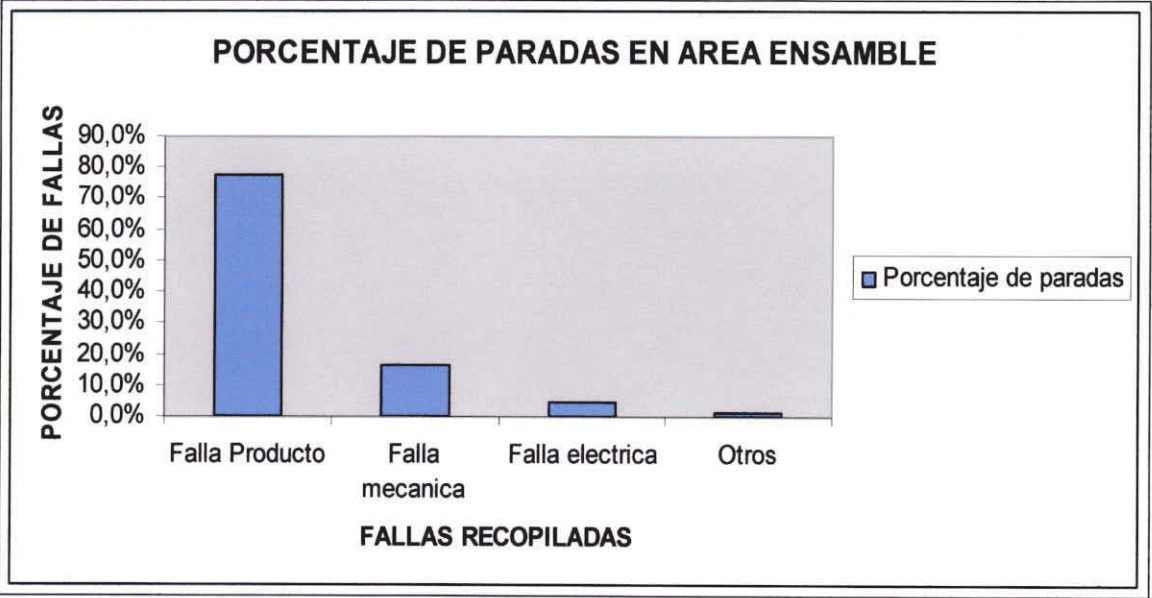 PORCENTAJE DE PARADAS EN AREA ENSAMBLE
PORCENTAJE DE FALLAS
90,0%
80,0%
70,0%
60,0%
50,0%
40,0%
30,0%
20,0%
10,0%
0,0%
Falla Producto
Falla
mecanica
Falla electrica
Otros
FALLAS RECOPILADAS
Porcentaje de paradas